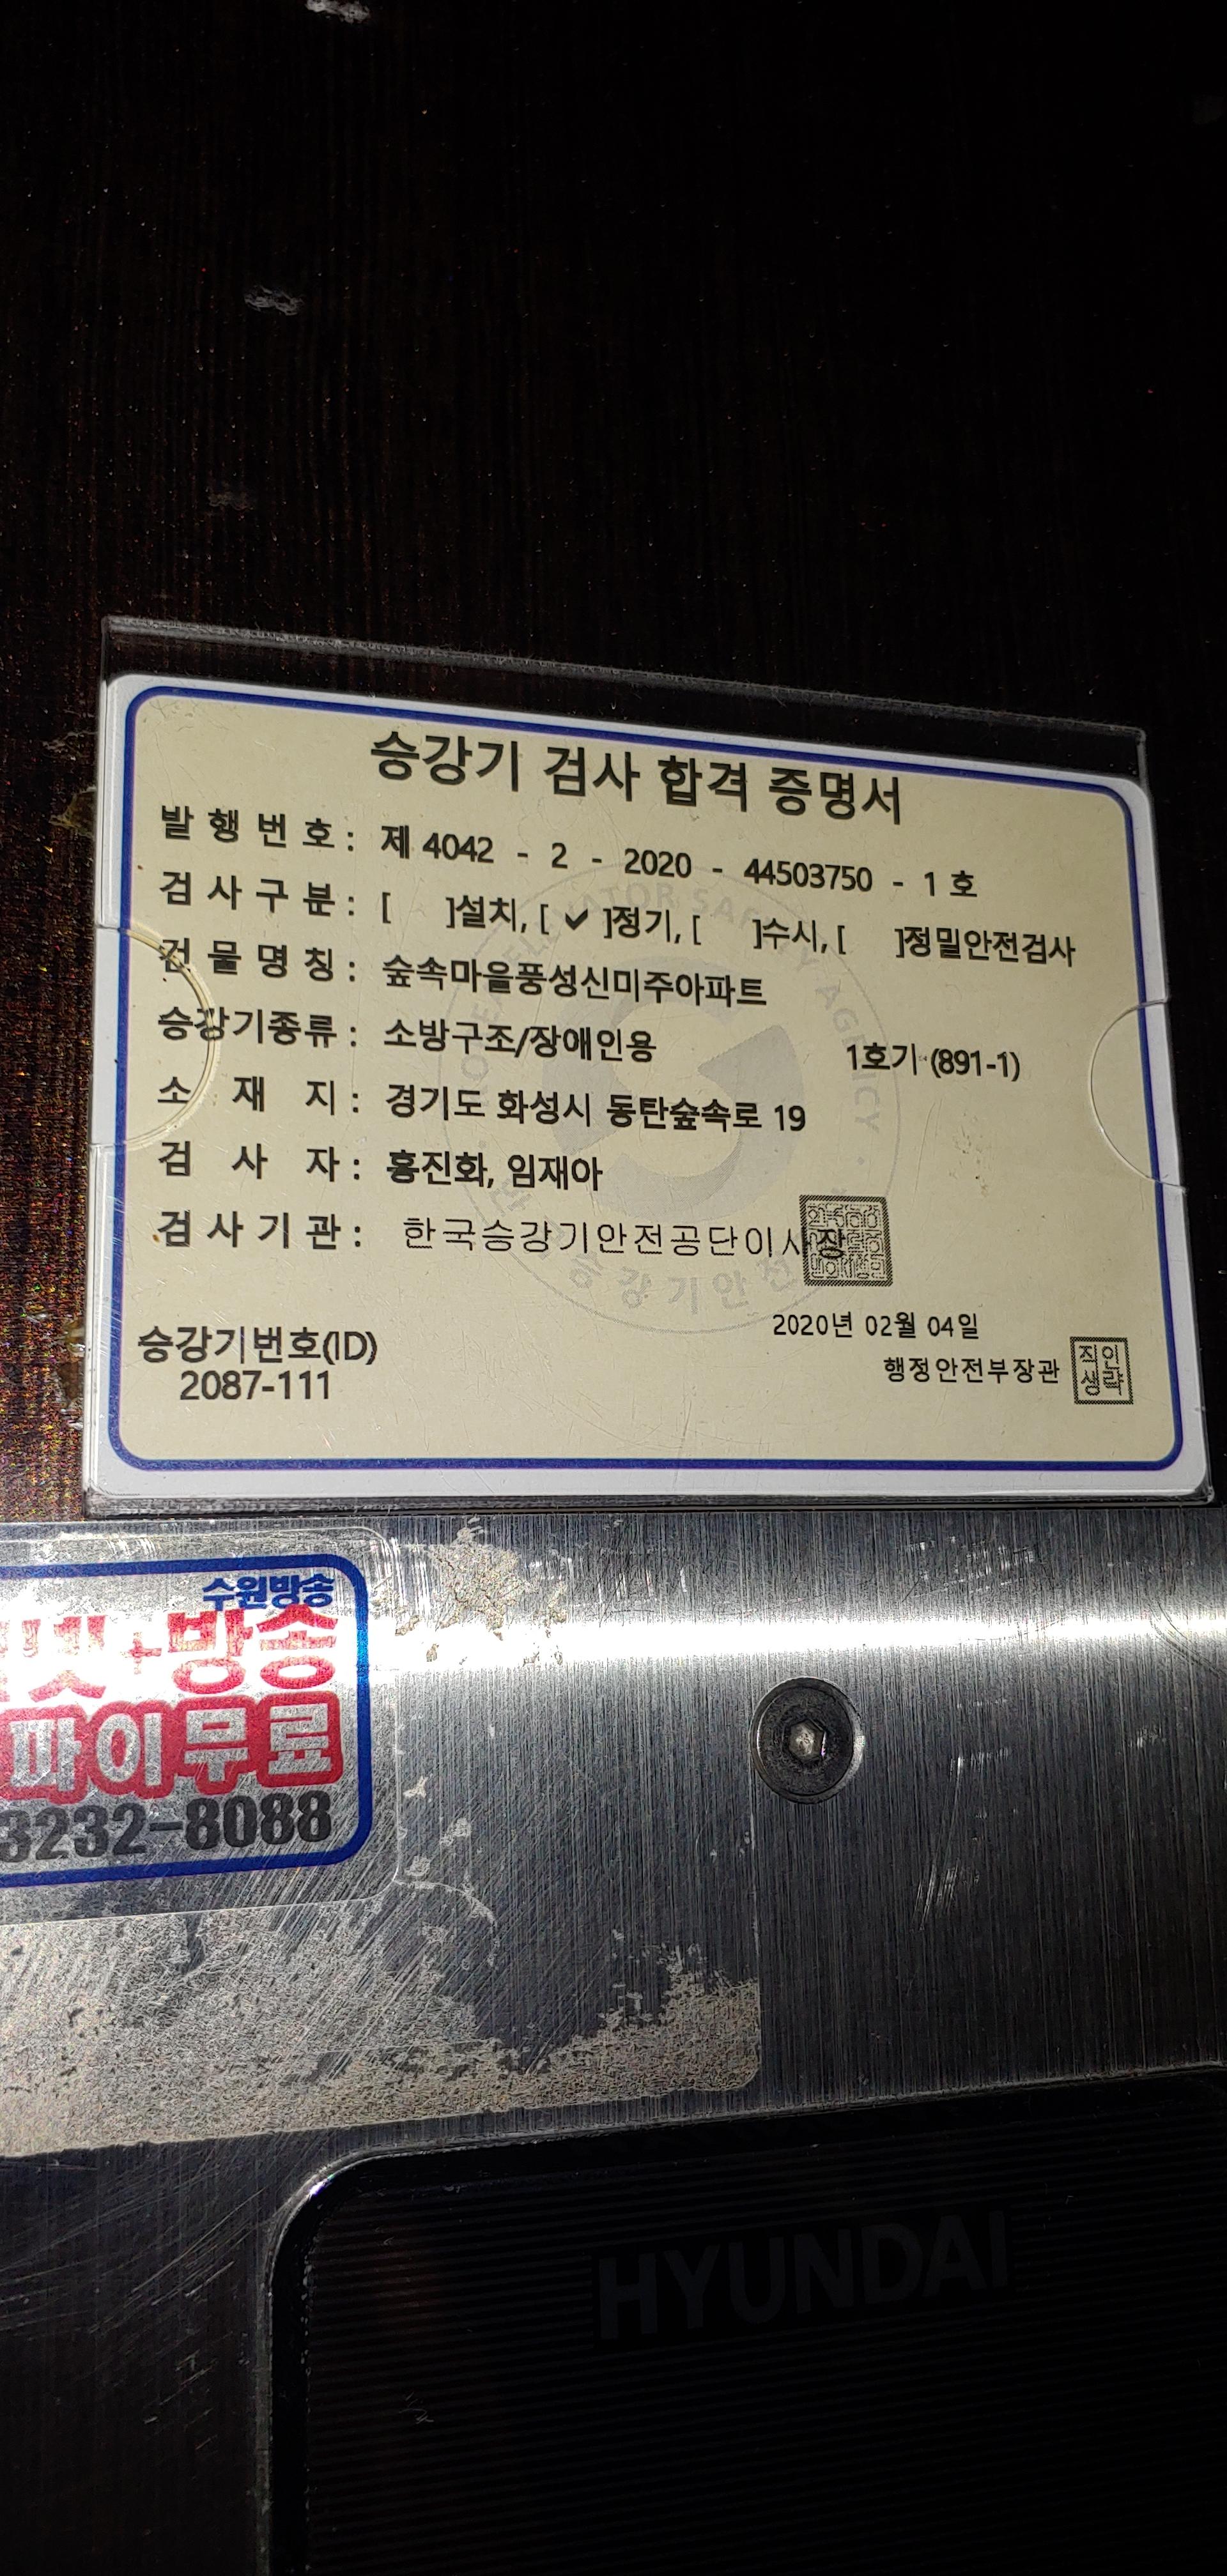 승강기 검사 합격 증명서
발행번호: 제 4042 - 2 - 2020 - 44503750 - 1 호
검사구분: [ ]설치, [✔]정기, [ ]수시, [ ]정밀안전검사
건물명칭: 숲속마을풍성신미주아파트
승강기종류: 소방구조/장애인용 1호기 (891-1)
소재지: 경기도 화성시 동탄숲속로 19
검사자: 홍진화, 임재아
검사기관: 한국승강기안전공단이사장
2020년 02월 04일
승강기번호(ID)
2087-111
행정안전부장관
직인
생략
수원방송
넷+방송
파이무료
3232-8088
HYUNDAI